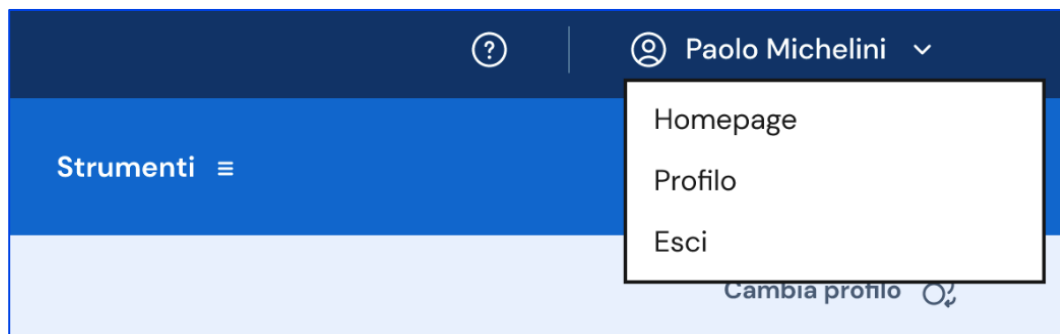 Paolo Michelini
Homepage
Strumenti
Profilo
Esci
Cambia profilo